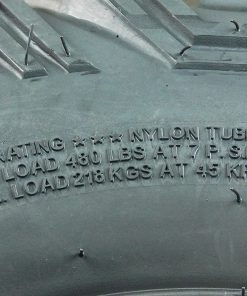 RATING ★★★ NYLON TUB
LOAD 480 LBS AT 7 P.S.
LOAD 218 KGS AT 45 KP